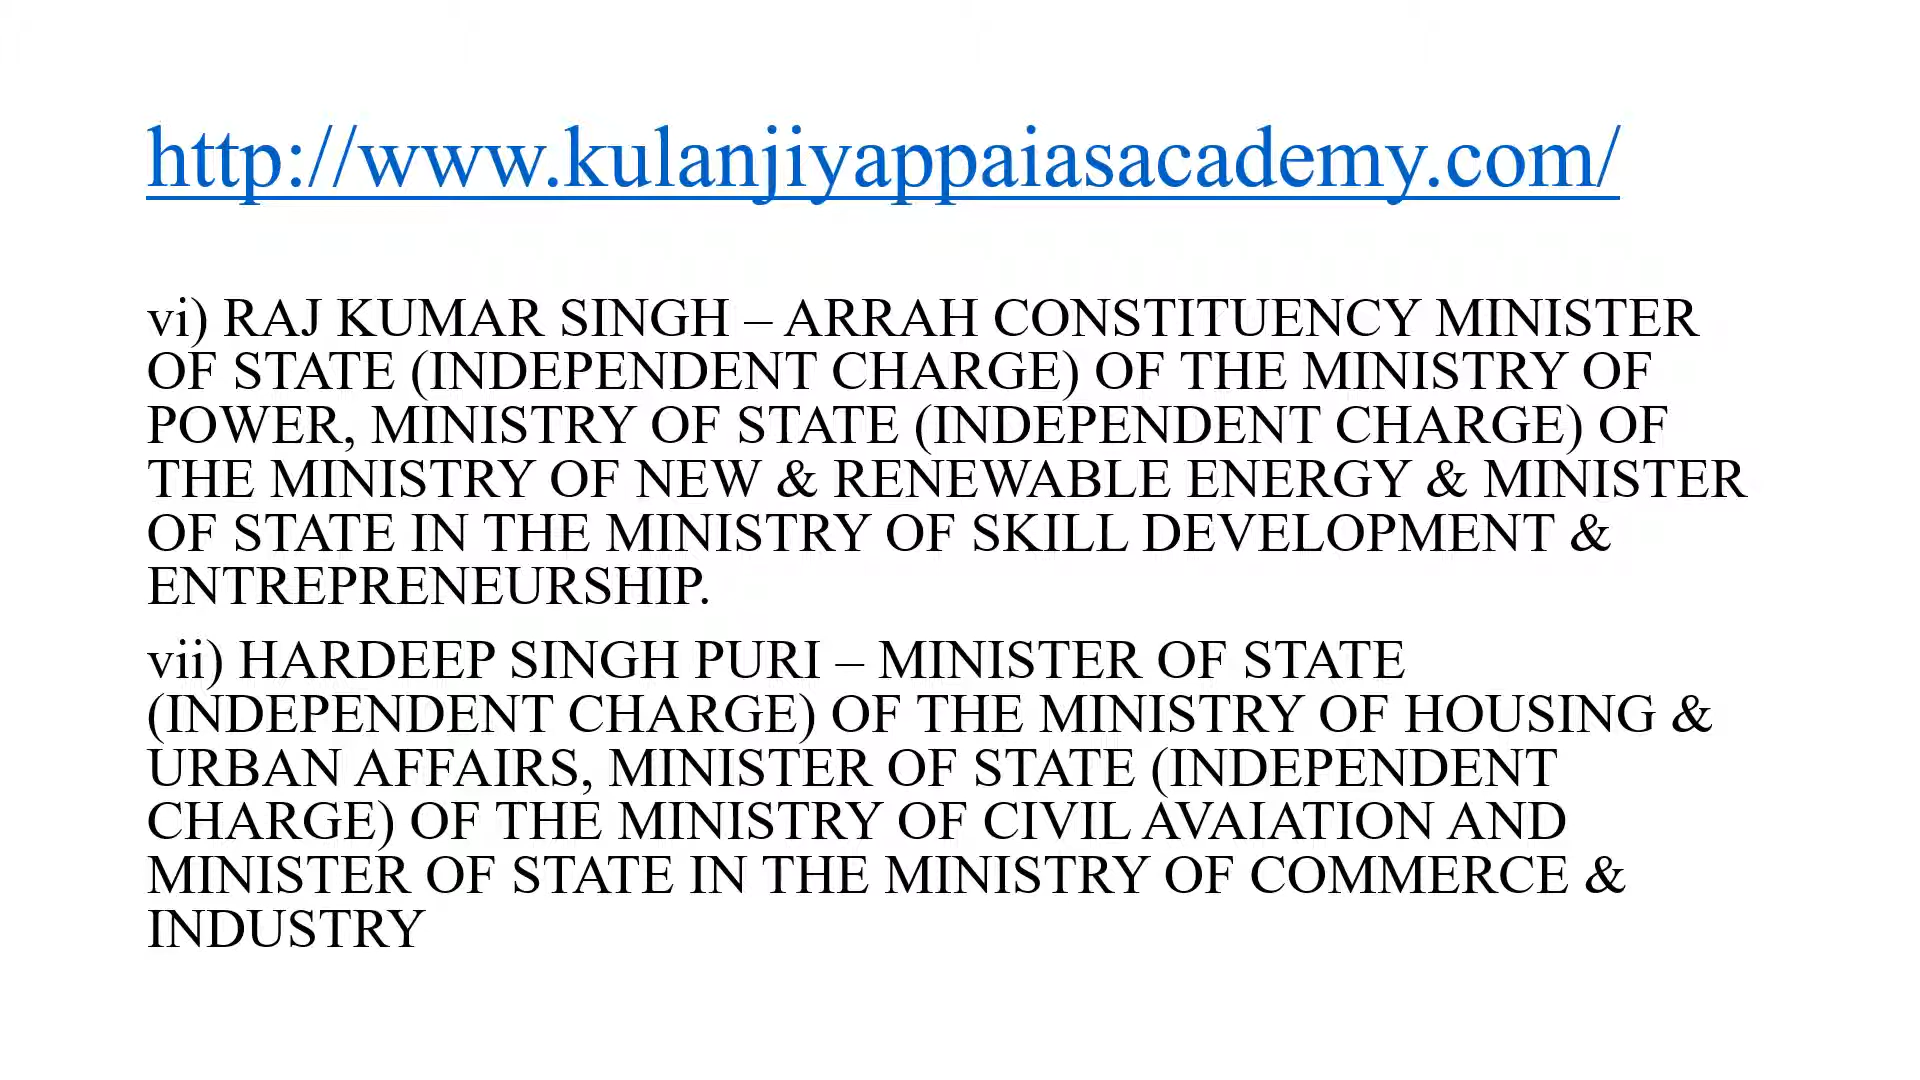 http://www.kulanjiyappaiasacademy.com/
vi) RAJ KUMAR SINGH – ARRAH CONSTITUENCY MINISTER
OF STATE (INDEPENDENT CHARGE) OF THE MINISTRY OF
POWER, MINISTRY OF STATE (INDEPENDENT CHARGE) OF
THE MINISTRY OF NEW & RENEWABLE ENERGY & MINISTER
OF STATE IN THE MINISTRY OF SKILL DEVELOPMENT &
ENTREPRENEURSHIP.
vii) HARDEEP SINGH PURI – MINISTER OF STATE
(INDEPENDENT CHARGE) OF THE MINISTRY OF HOUSING &
URBAN AFFAIRS, MINISTER OF STATE (INDEPENDENT
CHARGE) OF THE MINISTRY OF CIVIL AVAIATION AND
MINISTER OF STATE IN THE MINISTRY OF COMMERCE &
INDUSTRY